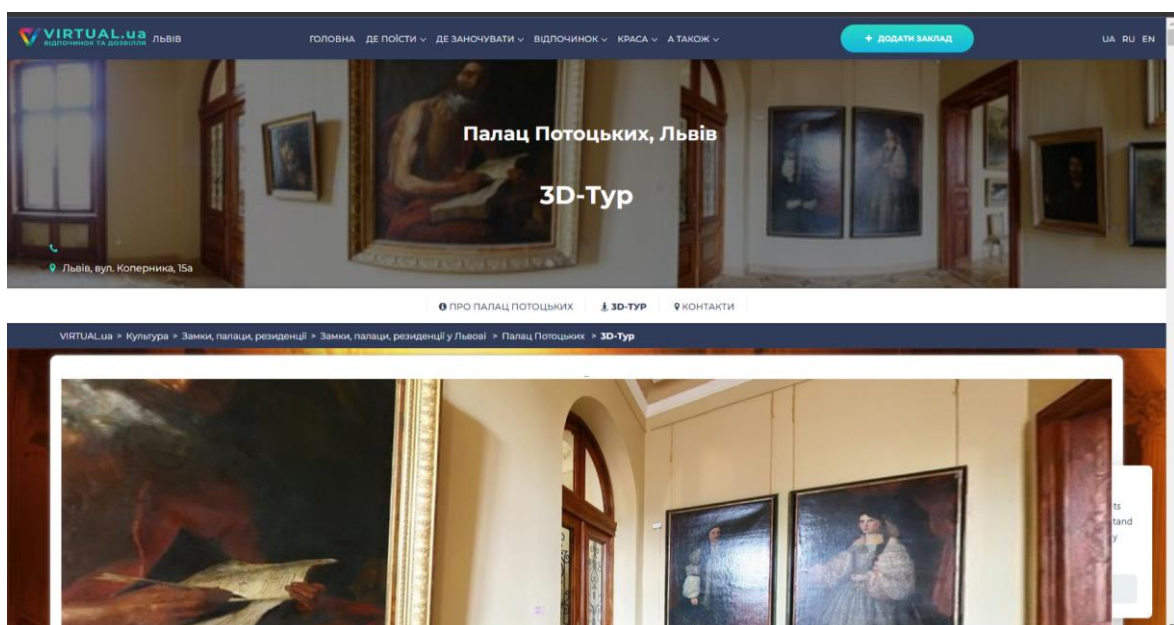 VIRTUAL.ua
ВІДПОЧИНОК ТА ДОЗВІЛЛЯ
ЛЬВІВ
ГОЛОВНА ДЕ ПОЇСТИ ДЕ ЗАНОЧУВАТИ ВІДПОЧИНОК КРАСА А ТАКОЖ
+ ДОДАТИ ЗАКЛАД
UA RU EN
Палац Потоцьких, Львів
3D-Тур
Львів, вул. Коперника, 15а
ПРО ПАЛАЦ ПОТОЦЬКИХ 3D-ТУР КОНТАКТИ
VIRTUAL.ua > Культура > Замки, палаци, резиденції > Замки, палаци, резиденції у Львові > Палац Потоцьких > 3D-Тур
ts
tand
y